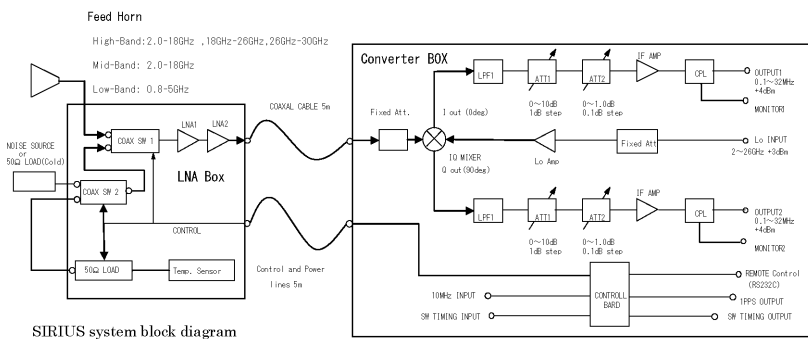 Feed Horn
High-Band:2.0-18GHz ,18GHz-26GHz,26GHz-30GHz
Mid-Band: 2.0-18GHz
Low-Band: 0.8-5GHz
NOISE SOURCE
or
50Ω LOAD(Cold)
COAX SW 1
LNA1
LNA2
COAX SW 2
LNA Box
CONTROL
50Ω LOAD
Temp. Sensor
COAXAL CABLE 5m
Control and Power
lines 5m
Converter BOX
Fixed Att.
I out (0deg)
IQ MIXER
Q out(90deg)
LPF1
ATT1
0～10dB
1dB step
ATT2
0～1.0dB
0.1dB step
IF AMP
CPL
OUTPUT1
0.1～32MHz
+4dBm
MONITOR1
Lo Amp
Fixed Att
Lo INPUT
2～26GHz +3dBm
LPF1
ATT1
0～10dB
1dB step
ATT2
0～1.0dB
0.1dB step
IF AMP
CPL
OUTPUT2
0.1～32MHz
+4dBm
MONITOR2
10MHz INPUT
SW TIMING INPUT
CONTROLL
BARD
REMOTE Control
(RS232C)
1PPS OUTPUT
SW TIMING OUTPUT
SIRIUS system block diagram